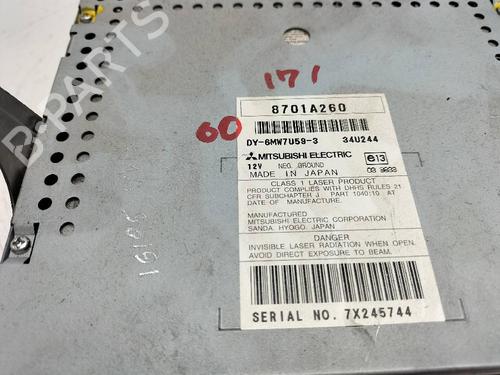 171
60
8701A260
DY-6MW7U59-3 34U244
MITSUBISHI ELECTRIC
12V NEG. GROUND
MADE IN JAPAN
e13
CLASS 1 LASER PRODUCT
PRODUCT COMPLIES WITH DHHS RULES 21
CFR SUBCHAPTER J PART 1040:10 AT
DATE OF MANUFACTURE.
MANUFACTURED
MITSUBISHI ELECTRIC CORPORATION
SANDA, HYOGO, JAPAN
DANGER
INVISIBLE LASER RADIATION WHEN OPEN.
AVOID DIRECT EXPOSURE TO BEAM.
SERIAL NO. 7X245744